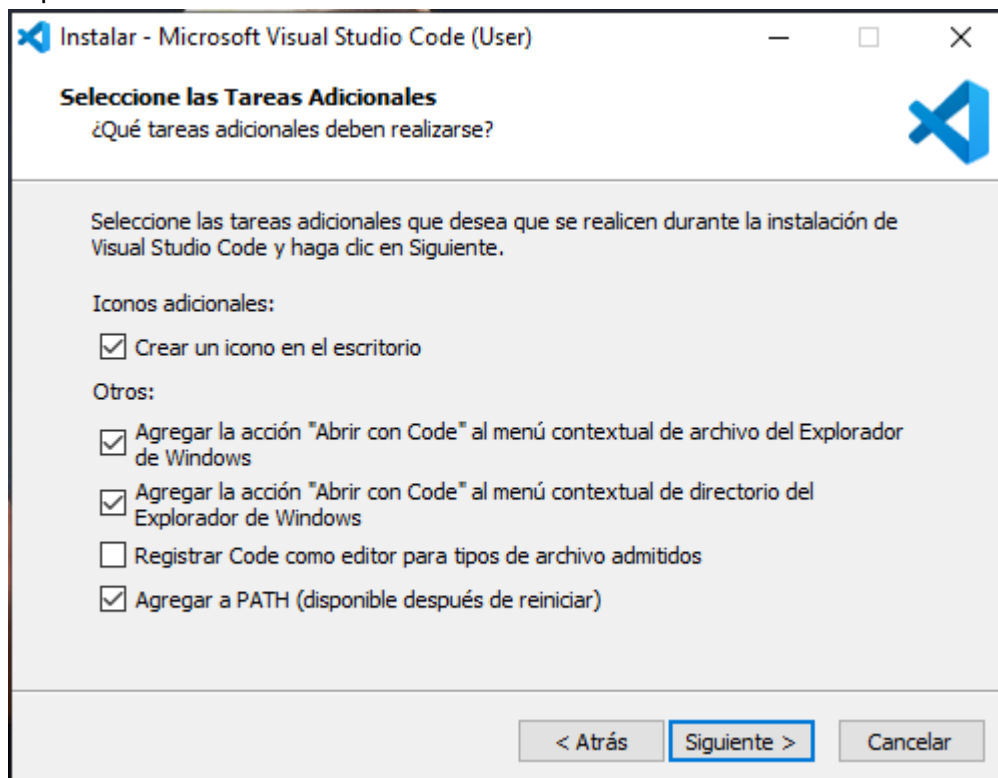 Instalar - Microsoft Visual Studio Code (User)
Seleccione las Tareas Adicionales
¿Qué tareas adicionales deben realizarse?
Seleccione las tareas adicionales que desea que se realicen durante la instalación de
Visual Studio Code y haga clic en Siguiente.
Iconos adicionales:
Crear un icono en el escritorio
Otros:
Agregar la acción "Abrir con Code" al menú contextual de archivo del Explorador
de Windows
Agregar la acción "Abrir con Code" al menú contextual de directorio del
Explorador de Windows
Registrar Code como editor para tipos de archivo admitidos
Agregar a PATH (disponible después de reiniciar)
< Atrás Siguiente > Cancelar